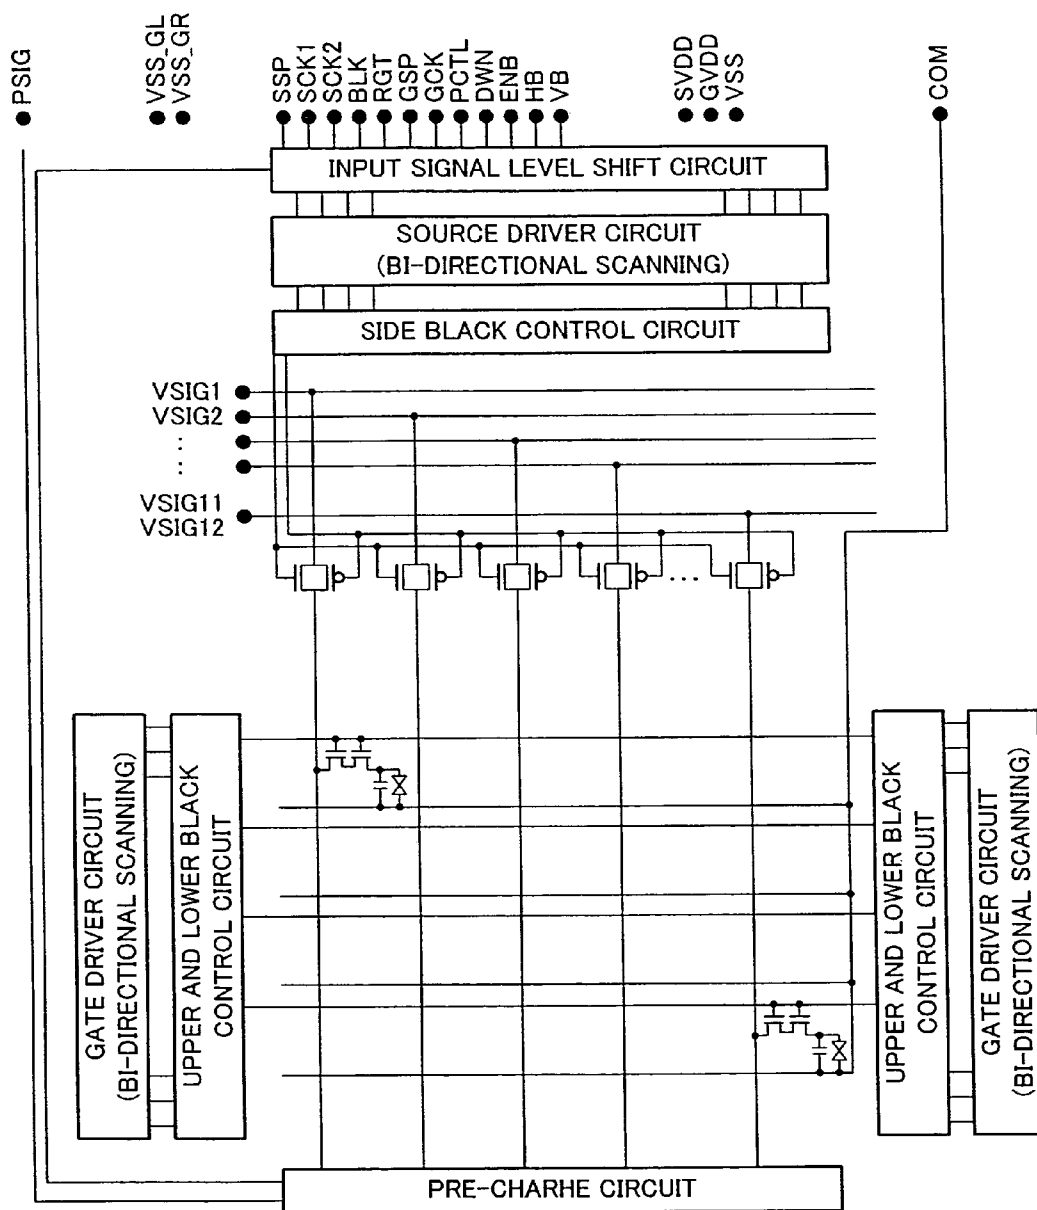 PSIG
VSS_GL
VSS_GR
SSP
SCK1
SCK2
BLK
RGT
GSP
GCK
PCTL
DWN
ENB
HB
VB
SVDD
GVDD
VSS
COM
INPUT SIGNAL LEVEL SHIFT CIRCUIT
SOURCE DRIVER CIRCUIT
(BI-DIRECTIONAL SCANNING)
SIDE BLACK CONTROL CIRCUIT
VSIG1
VSIG2
VSIG11
VSIG12
GATE DRIVER CIRCUIT
(BI-DIRECTIONAL SCANNING)
UPPER AND LOWER BLACK
CONTROL CIRCUIT
UPPER AND LOWER BLACK
CONTROL CIRCUIT
GATE DRIVER CIRCUIT
(BI-DIRECTIONAL SCANNING)
PRE-CHARHE CIRCUIT